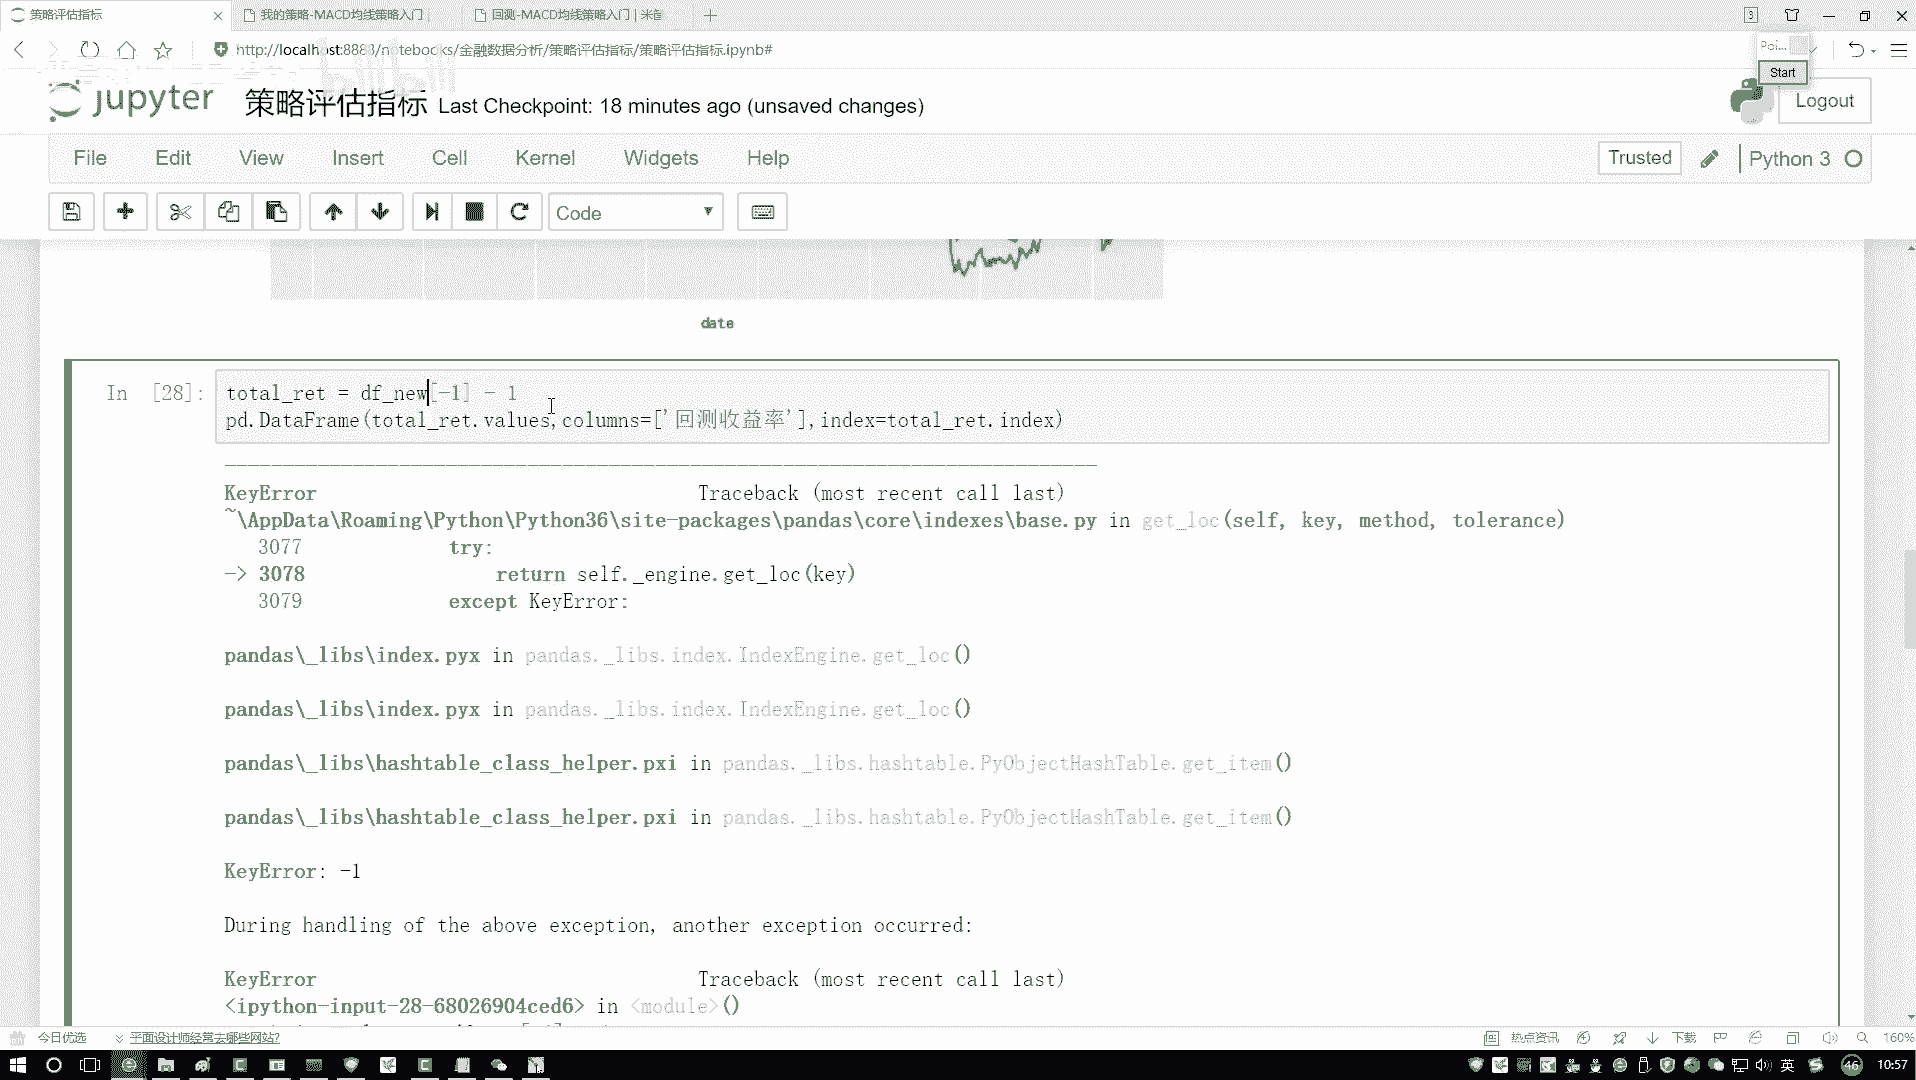 策略评估指标
我的策略-MACD均线策略入门
回测-MACD均线策略入门 | 米筐
http://localhost:8888/notebooks/金融数据分析/策略评估指标/策略评估指标.ipynb#
Poi...
Start
jupyter 策略评估指标 Last Checkpoint: 18 minutes ago (unsaved changes)
Logout
File Edit View Insert Cell Kernel Widgets Help
Trusted
Python 3
Code
date
In [28]: total_ret = df_new[-1] - 1
pd.DataFrame(total_ret.values,columns=['回测收益率'],index=total_ret.index)
KeyError Traceback (most recent call last)
~\AppData\Roaming\Python\Python36\site-packages\pandas\core\indexes\base.py in get_loc(self, key, method, tolerance)
3077 try:
-> 3078 return self._engine.get_loc(key)
3079 except KeyError:
pandas\_libs\index.pyx in pandas._libs.index.IndexEngine.get_loc()
pandas\_libs\index.pyx in pandas._libs.index.IndexEngine.get_loc()
pandas\_libs\hashtable_class_helper.pxi in pandas._libs.hashtable.PyObjectHashTable.get_item()
pandas\_libs\hashtable_class_helper.pxi in pandas._libs.hashtable.PyObjectHashTable.get_item()
KeyError: -1
During handling of the above exception, another exception occurred:
KeyError Traceback (most recent call last)
<ipython-input-28-68026904ced6> in <module>()
今日优选 平面设计师经常去哪些网站?
热点资讯 下载 160%
英 46 10:57